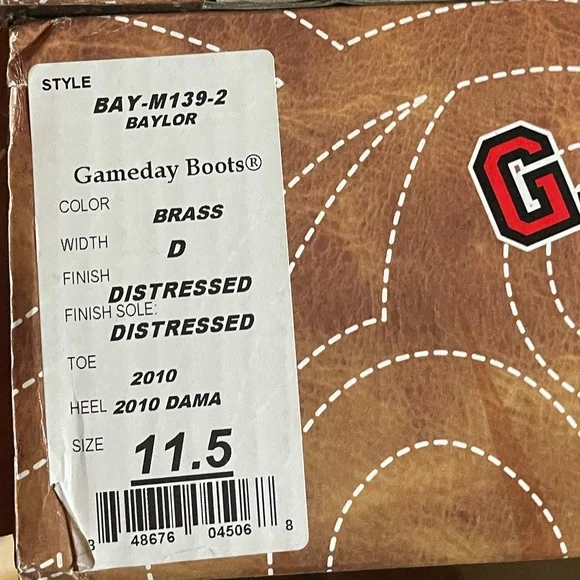 STYLE
BAY-M139-2
BAYLOR
Gameday Boots®
COLOR BRASS
WIDTH D
FINISH DISTRESSED
FINISH SOLE: DISTRESSED
TOE 2010
HEEL 2010 DAMA
SIZE 11.5
8 48676 04506 8
G